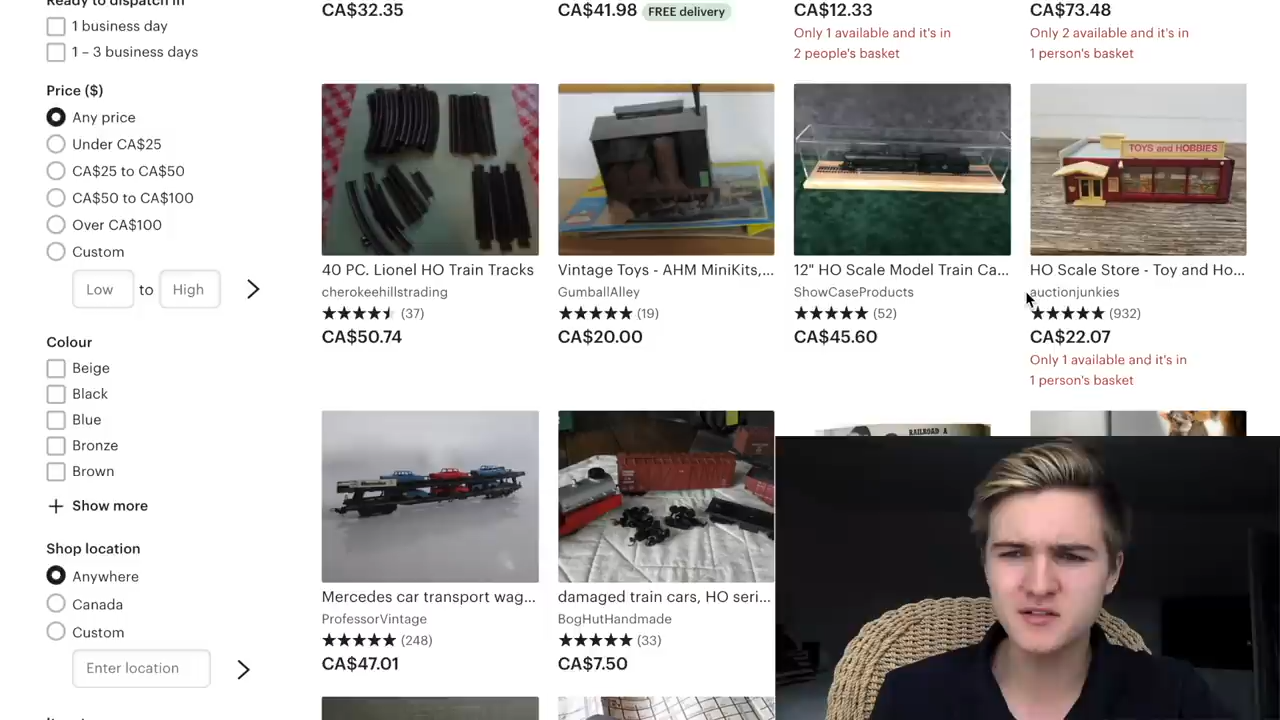 Ready to dispatch in
1 business day
1 – 3 business days
Price ($)
Any price
Under CA$25
CA$25 to CA$50
CA$50 to CA$100
Over CA$100
Custom
Low to High
Colour
Beige
Black
Blue
Bronze
Brown
Show more
Shop location
Anywhere
Canada
Custom
Enter location
CA$32.35
CA$41.98 FREE delivery
CA$12.33
Only 1 available and it's in
2 people's basket
CA$73.48
Only 2 available and it's in
1 person's basket
40 PC. Lionel HO Train Tracks
cherokeehillstrading
(37)
CA$50.74
Vintage Toys - AHM MiniKits,...
GumballAlley
(19)
CA$20.00
12" HO Scale Model Train Ca...
ShowCaseProducts
(52)
CA$45.60
TOYS and HOBBIES
HO Scale Store - Toy and Ho...
auctionjunkies
(932)
CA$22.07
Only 1 available and it's in
1 person's basket
Mercedes car transport wag...
ProfessorVintage
(248)
CA$47.01
damaged train cars, HO seri...
BogHutHandmade
(33)
CA$7.50
RAILROAD A